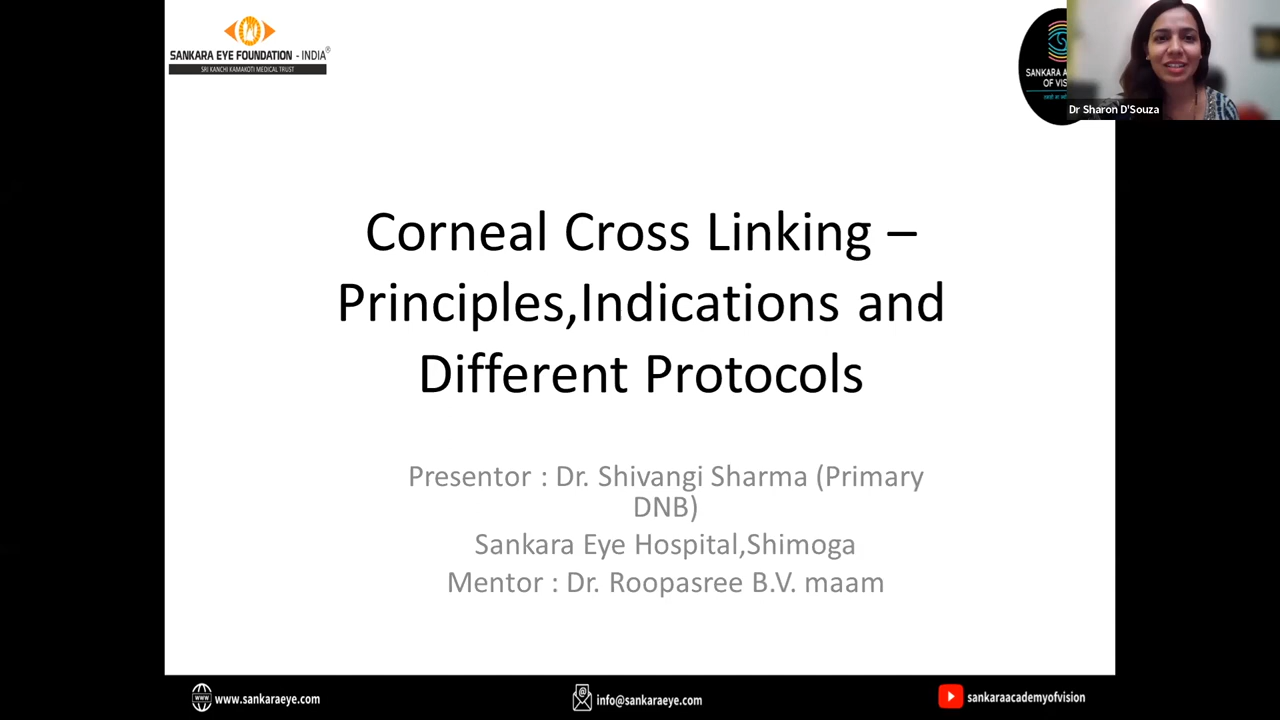 SANKARA EYE FOUNDATION - INDIA®
SRI KANCHI KAMAKOTI MEDICAL TRUST
SANKARA
OF
Dr Sharon D'Souza
Corneal Cross Linking –
Principles,Indications and
Different Protocols
Presentor : Dr. Shivangi Sharma (Primary
DNB)
Sankara Eye Hospital,Shimoga
Mentor : Dr. Roopasree B.V. maam
www.sankaraeye.com
info@sankaraeye.com
sankaraacademyofvision